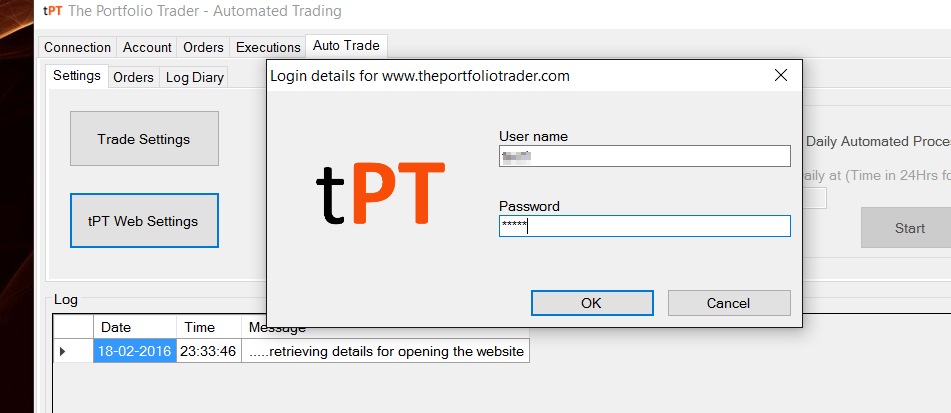 tPT The Portfolio Trader - Automated Trading
Connection Account Orders Executions Auto Trade
Settings Orders Log Diary
Login details for www.theportfoliotrader.com
Trade Settings
tPT Web Settings
tPT
User name
Password
*****
OK Cancel
Daily Automated Proce
aily at (Time in 24Hrs fo
Start
Log
Date Time Message
18-02-2016 23:33:46 .....retrieving details for opening the website